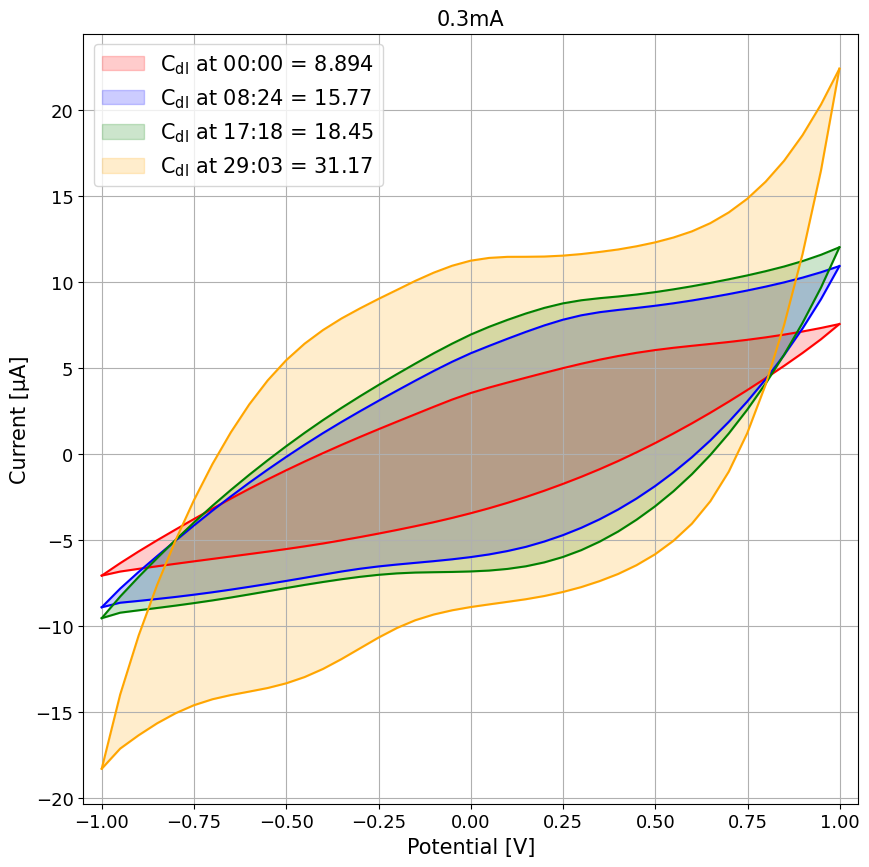 0.3mA
C_dl at 00:00 = 8.894
C_dl at 08:24 = 15.77
C_dl at 17:18 = 18.45
C_dl at 29:03 = 31.17
Current [μA]
20
15
10
5
0
−5
−10
−15
−20
−1.00 −0.75 −0.50 −0.25 0.00 0.25 0.50 0.75 1.00
Potential [V]